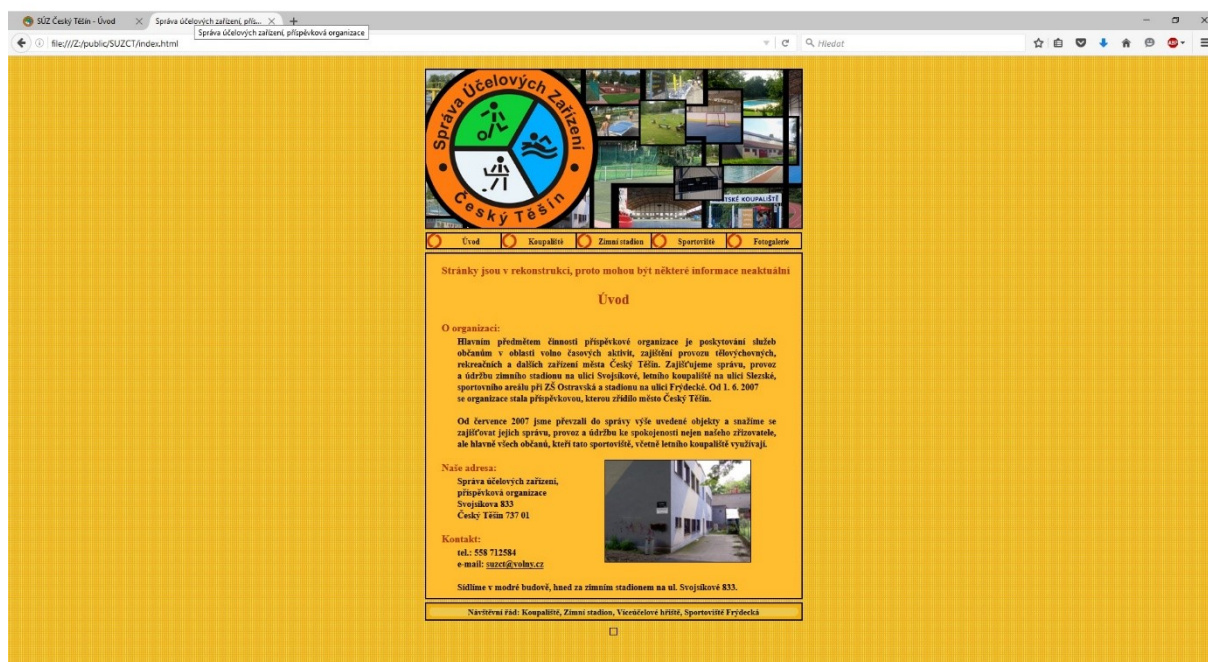 SÚZ Český Těšín - Úvod
Správa účelových zařízení, přís...
Správa účelových zařízení, příspěvková organizace
file:///Z:/public/SUZCT/index.html
Hledat
ABP
Správa Účelových Zařízení
Český Těšín
TSKÉ KOUPALIŠTĚ
Úvod Koupaliště Zimní stadion Sportoviště Fotogalerie
Stránky jsou v rekonstrukci, proto mohou být některé informace neaktuální
Úvod
O organizaci:
Hlavním předmětem činnosti příspěvkové organizace je poskytování služeb
občanům v oblasti volno časových aktivit, zajištění provozu tělovýchovných,
rekreačních a dalších zařízení města Český Těšín. Zajišťujeme správu, provoz
a údržbu zimního stadionu na ulici Svojsíkové, letního koupaliště na ulici Slezské,
sportovního areálu při ZŠ Ostravská a stadionu na ulici Frýdecké. Od 1. 6. 2007
se organizace stala příspěvkovou, kterou zřídilo město Český Těšín.
Od července 2007 jsme převzali do správy výše uvedené objekty a snažíme se
zajišťovat jejich správu, provoz a údržbu ke spokojenosti nejen našeho zřizovatele,
ale hlavně všech občanů, kteří tato sportoviště, včetně letního koupaliště využívají.
Naše adresa:
Správa účelových zařízení,
příspěvková organizace
Svojsíkova 833
Český Těšín 737 01
Kontakt:
tel.: 558 712584
e-mail: suzct@volny.cz
Sídlíme v modré budově, hned za zimním stadionem na ul. Svojsíkové 833.
Návštěvní řád: Koupaliště, Zimní stadion, Víceúčelové hřiště, Sportoviště Frýdecká